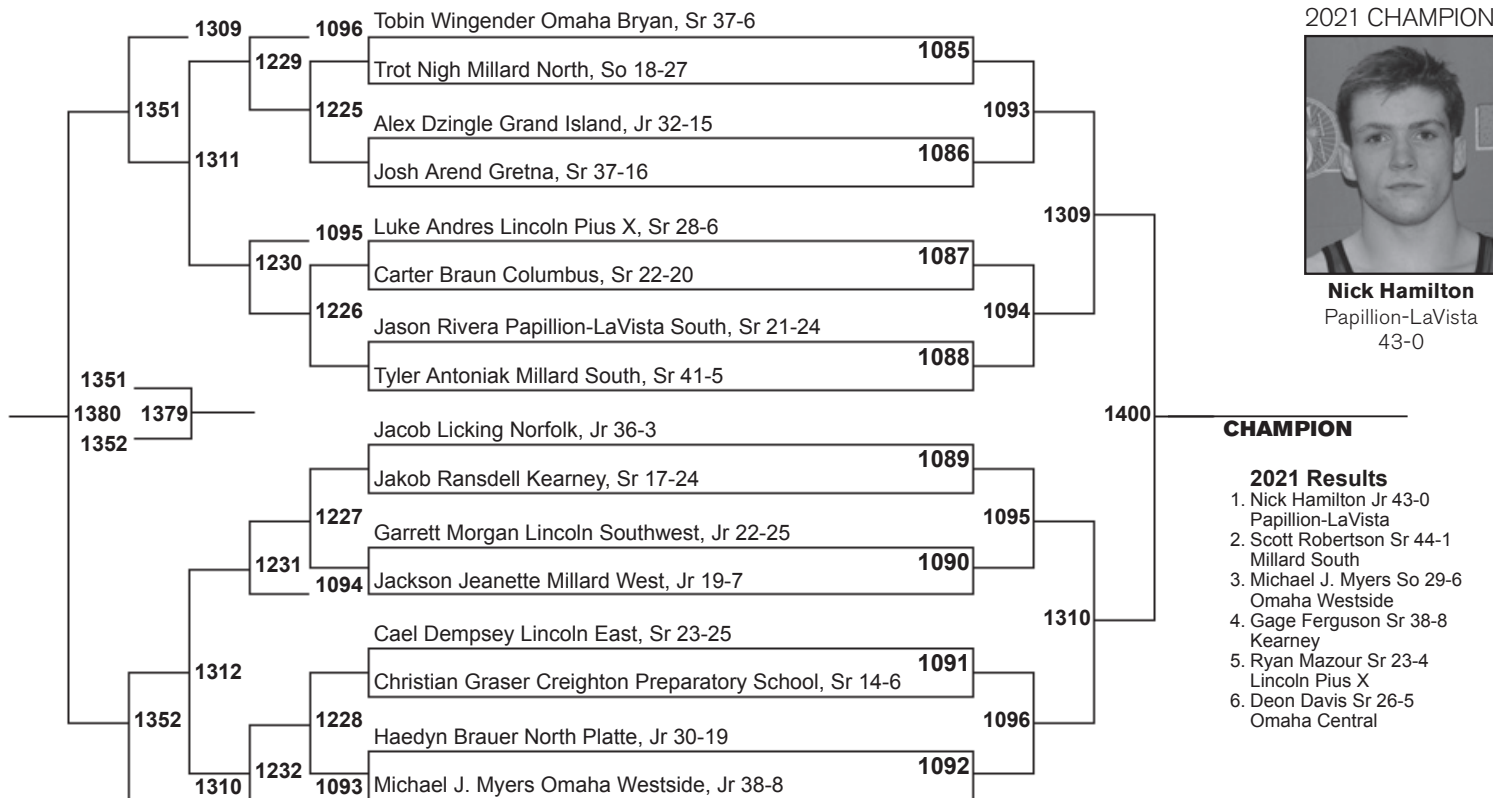 2021 CHAMPION
1309
1096
Tobin Wingender Omaha Bryan, Sr 37-6
1085
1229
Trot Nigh Millard North, So 18-27
1351
1225
Alex Dzingle Grand Island, Jr 32-15
1093
1311
1086
Josh Arend Gretna, Sr 37-16
1309
1095
Luke Andres Lincoln Pius X, Sr 28-6
1087
1230
Carter Braun Columbus, Sr 22-20
Nick Hamilton
Papillion-LaVista
43-0
1226
Jason Rivera Papillion-LaVista South, Sr 21-24
1094
1088
Tyler Antoniak Millard South, Sr 41-5
1351
1380
1379
1352
1400
CHAMPION
Jacob Licking Norfolk, Jr 36-3
1089
Jakob Ransdell Kearney, Sr 17-24
1227
Garrett Morgan Lincoln Southwest, Jr 22-25
1095
1231
1090
1094
Jackson Jeanette Millard West, Jr 19-7
1310
Cael Dempsey Lincoln East, Sr 23-25
1091
1312
Christian Graser Creighton Preparatory School, Sr 14-6
1352
1228
Haedyn Brauer North Platte, Jr 30-19
1096
1232
1092
1310
1093
Michael J. Myers Omaha Westside, Jr 38-8
2021 Results
1. Nick Hamilton Jr 43-0
Papillion-LaVista
2. Scott Robertson Sr 44-1
Millard South
3. Michael J. Myers So 29-6
Omaha Westside
4. Gage Ferguson Sr 38-8
Kearney
5. Ryan Mazour Sr 23-4
Lincoln Pius X
6. Deon Davis Sr 26-5
Omaha Central